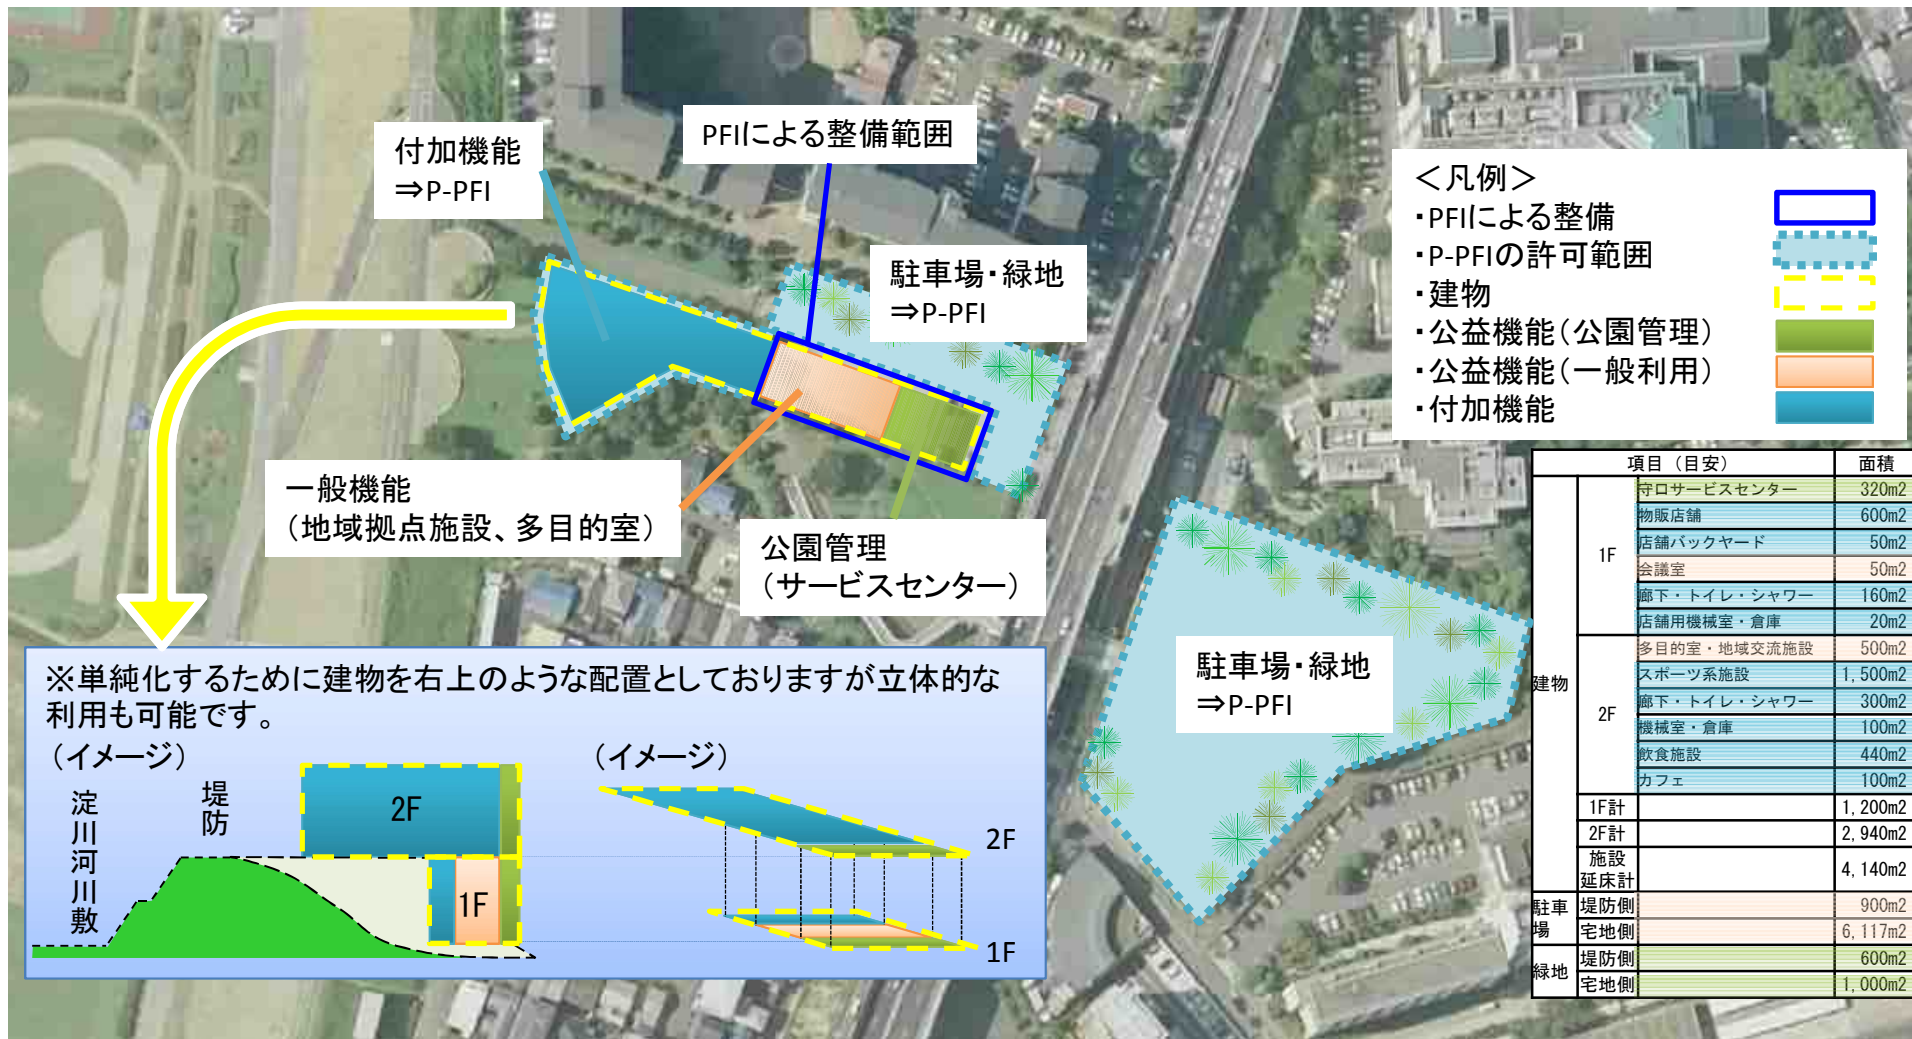 付加機能
⇒P-PFI
PFIによる整備範囲
駐車場・緑地
⇒P-PFI
<凡例>
・PFIによる整備
・P-PFIの許可範囲
・建物
・公益機能(公園管理)
・公益機能(一般利用)
・付加機能
一般機能
(地域拠点施設、多目的室)
公園管理
(サービスセンター)
駐車場・緑地
⇒P-PFI
※単純化するために建物を右上のような配置としておりますが立体的な
利用も可能です。
(イメージ)
淀川河川敷
堤防
2F
1F
(イメージ)
2F
1F
項目(目安) 面積
建物
1F
守口サービスセンター 320m2
物販店舗 600m2
店舗バックヤード 50m2
会議室 50m2
廊下・トイレ・シャワー 160m2
店舗用機械室・倉庫 20m2
2F
多目的室・地域交流施設 500m2
スポーツ系施設 1,500m2
廊下・トイレ・シャワー 300m2
機械室・倉庫 100m2
飲食施設 440m2
カフェ 100m2
1F計 1,200m2
2F計 2,940m2
施設
延床計 4,140m2
駐車
場
堤防側 900m2
宅地側 6,117m2
緑地
堤防側 600m2
宅地側 1,000m2